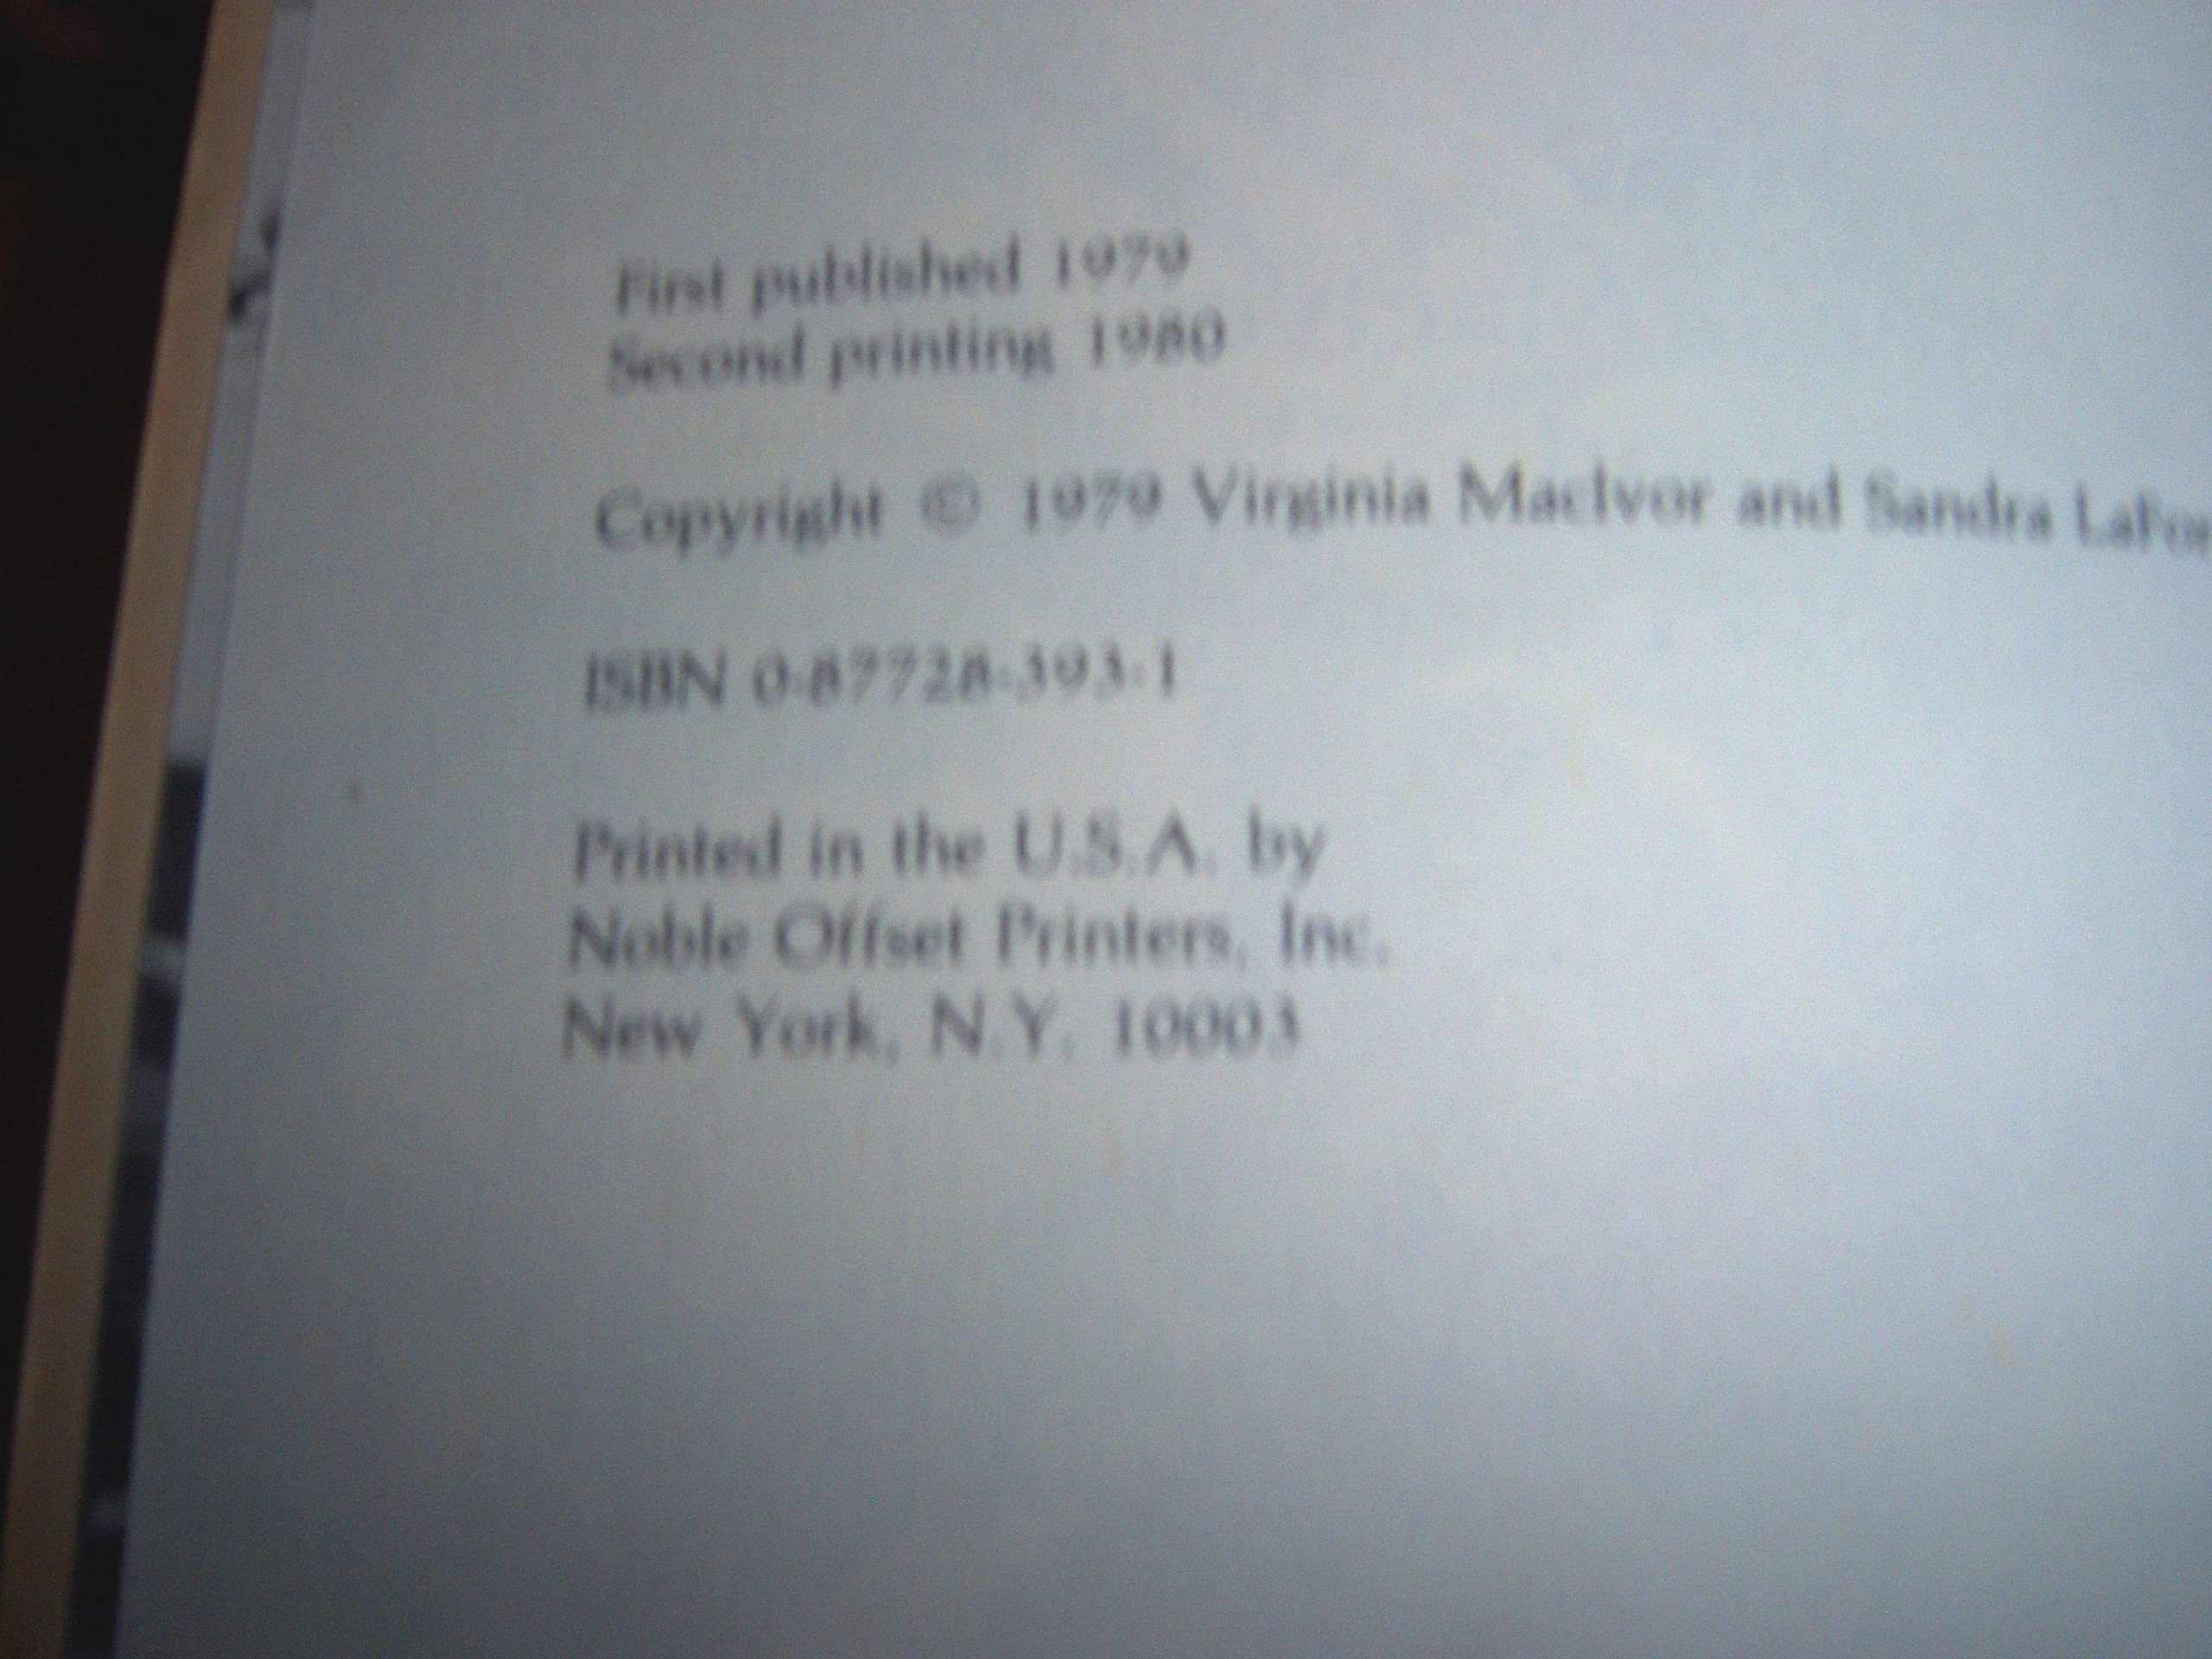 First published 1979
Second printing 1980
Copyright © 1979 Virginia MacIvor and Sandra LaFor
ISBN 0-87728-393-1
Printed in the U.S.A. by
Noble Offset Printers, Inc.
New York, N.Y. 10003